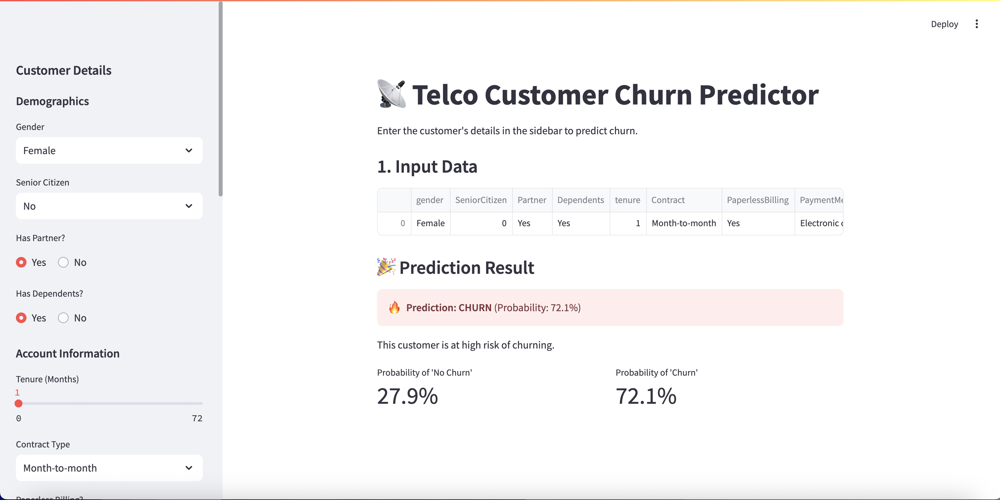 Deploy
Customer Details
Demographics
Gender
Female
Senior Citizen
No
Has Partner?
Yes No
Has Dependents?
Yes No
Account Information
Tenure (Months)
1
0 72
Contract Type
Month-to-month
Paperless Billing?
Telco Customer Churn Predictor
Enter the customer's details in the sidebar to predict churn.
1. Input Data
gender SeniorCitizen Partner Dependents tenure Contract PaperlessBilling PaymentMe
0 Female 0 Yes Yes 1 Month-to-month Yes Electronic
Prediction Result
Prediction: CHURN (Probability: 72.1%)
This customer is at high risk of churning.
Probability of 'No Churn' Probability of 'Churn'
27.9% 72.1%